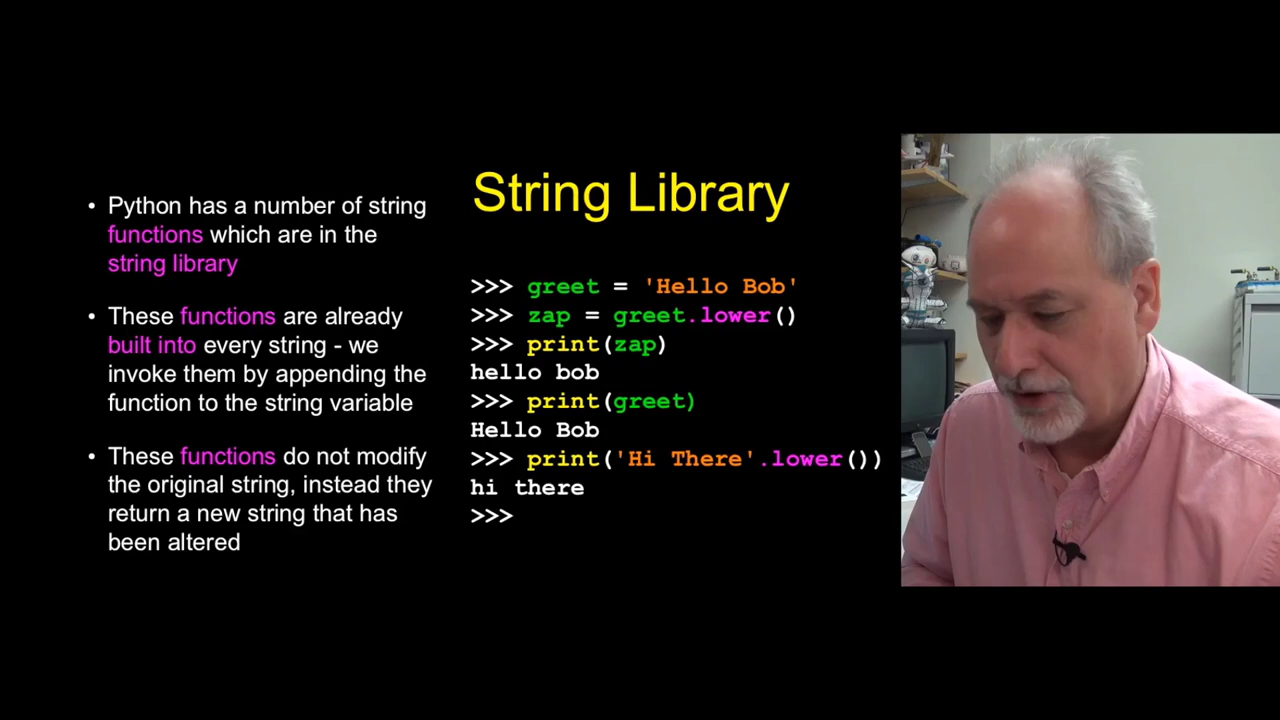 String Library
• Python has a number of string
functions which are in the
string library
• These functions are already
built into every string - we
invoke them by appending the
function to the string variable
• These functions do not modify
the original string, instead they
return a new string that has
been altered
>>> greet = 'Hello Bob'
>>> zap = greet.lower()
>>> print(zap)
hello bob
>>> print(greet)
Hello Bob
>>> print('Hi There'.lower())
hi there
>>>